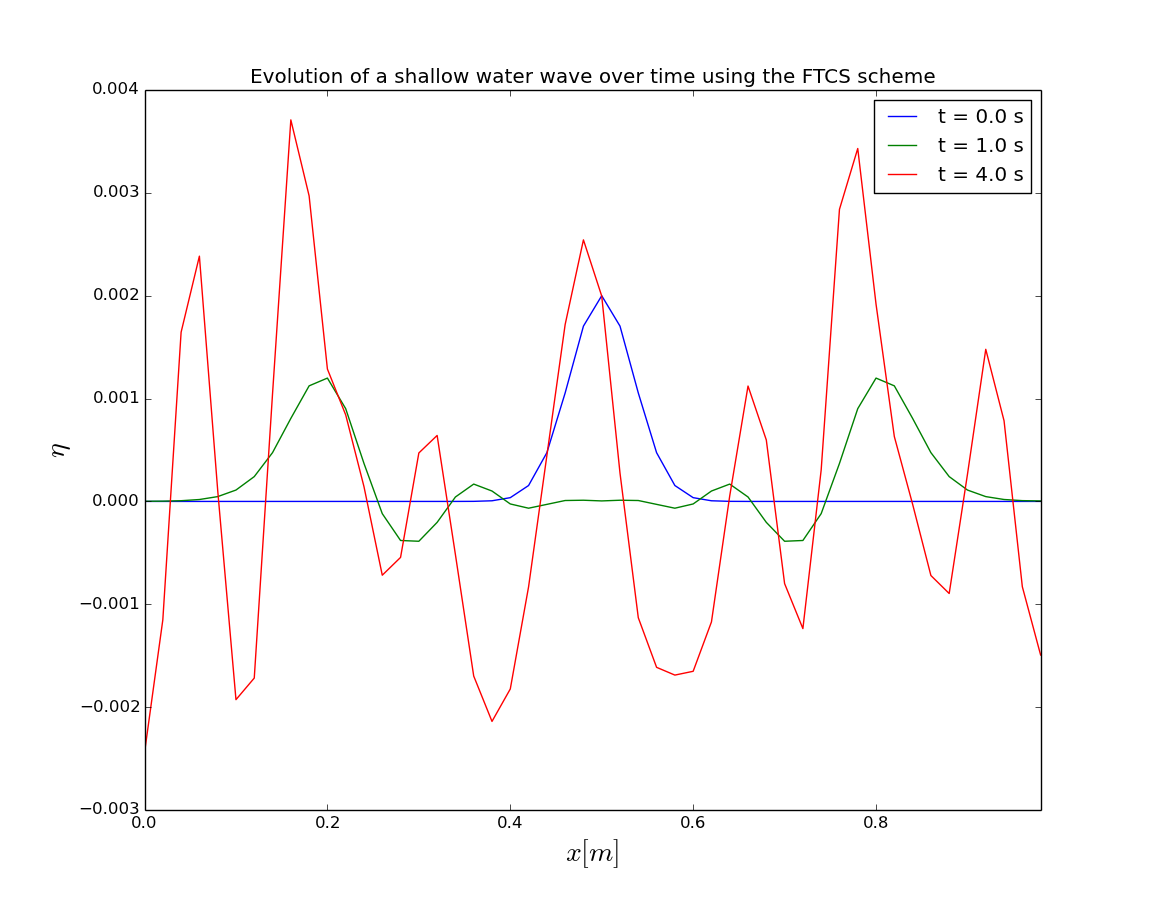 Evolution of a shallow water wave over time using the FTCS scheme
0.004
0.003
0.002
0.001
0.000
−0.001
−0.002
−0.003
η
t = 0.0 s
t = 1.0 s
t = 4.0 s
0.0 0.2 0.4 0.6 0.8
x[m]